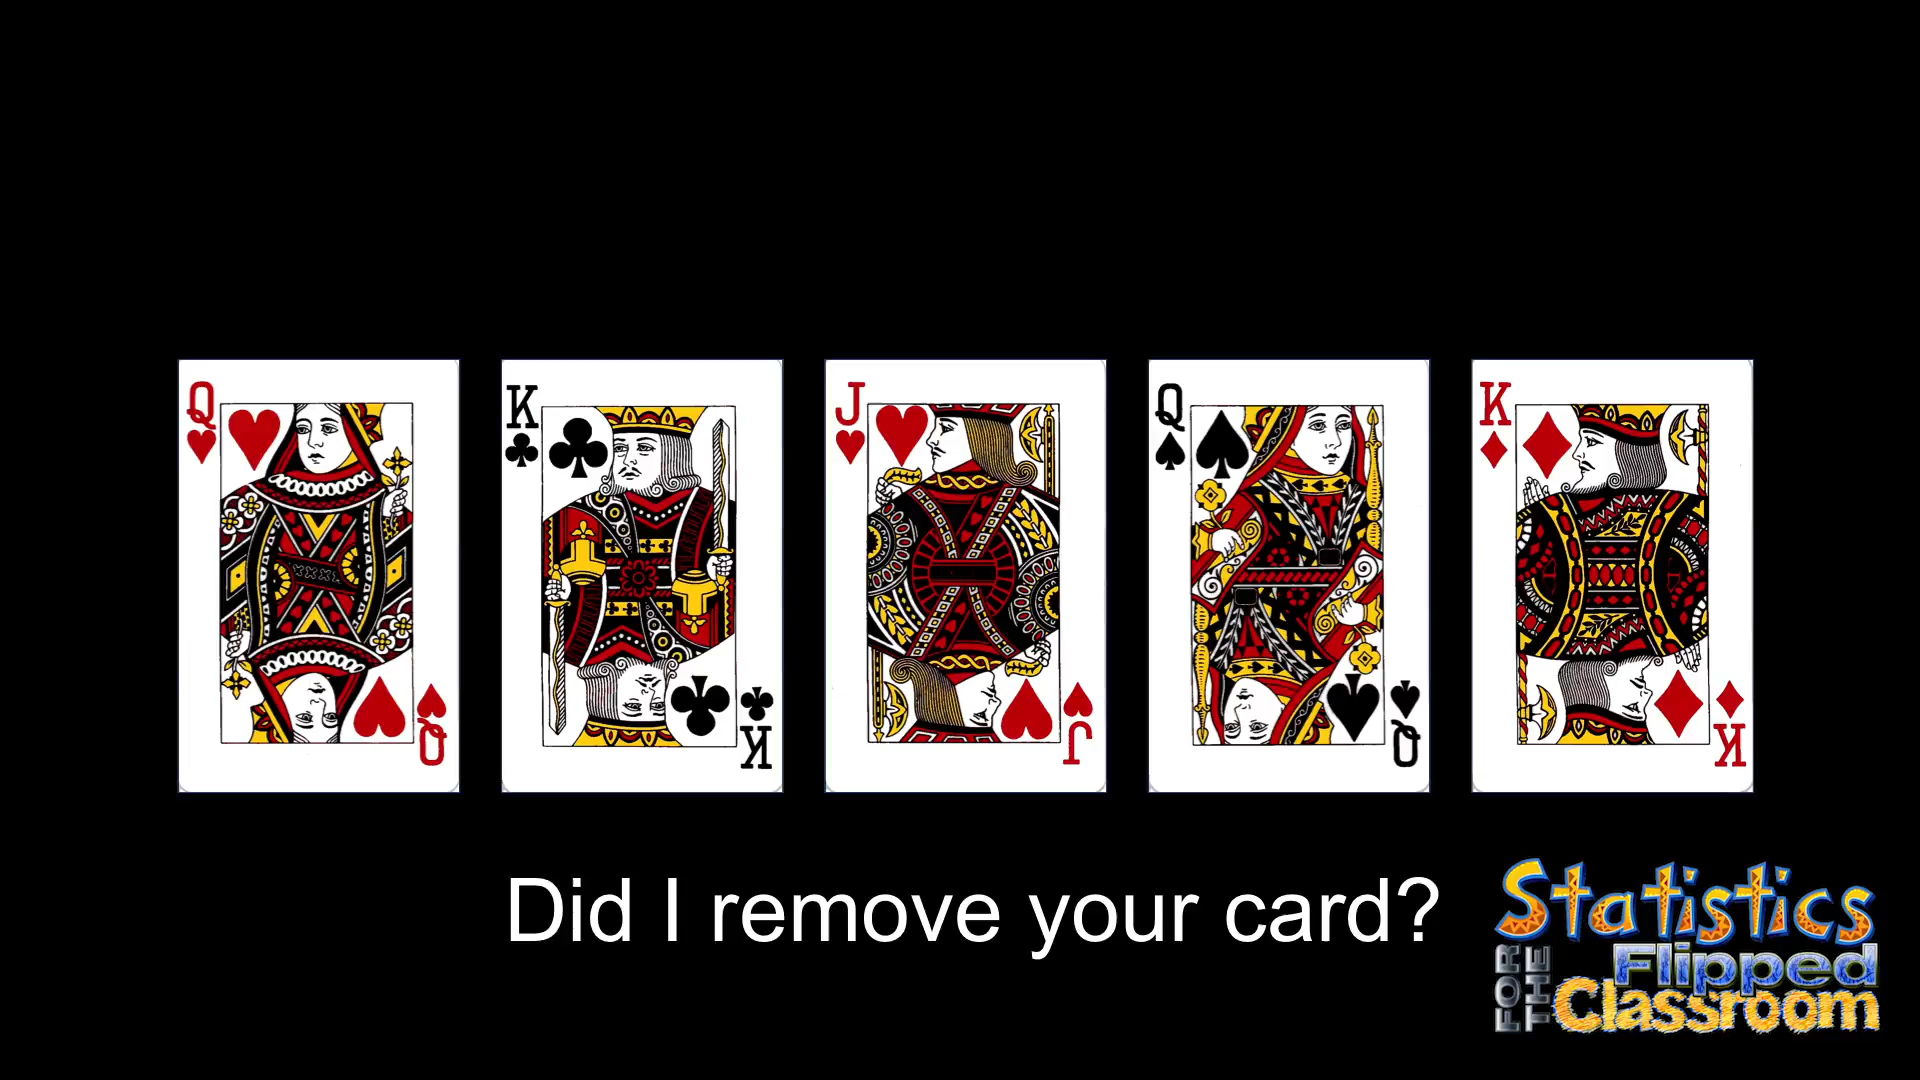 Q K J Q K
Q K J Q K
Did I remove your card?
Statistics
FOR THE Flipped
Classroom